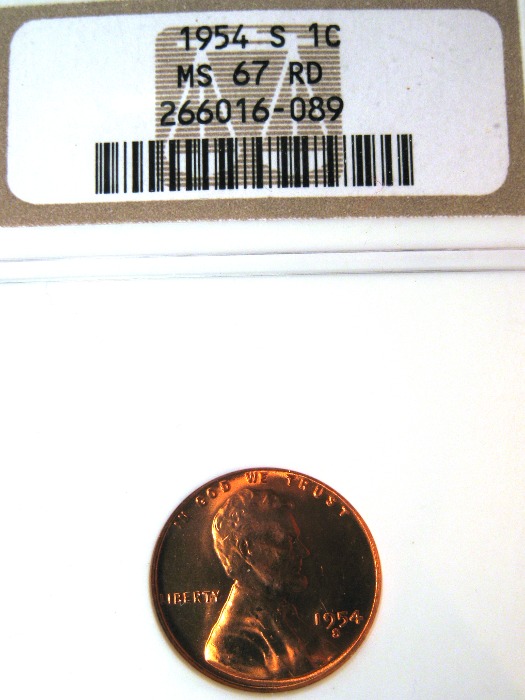 1954 S 1C
MS 67 RD
266016-089
IN GOD WE TRUST
LIBERTY
1954
S